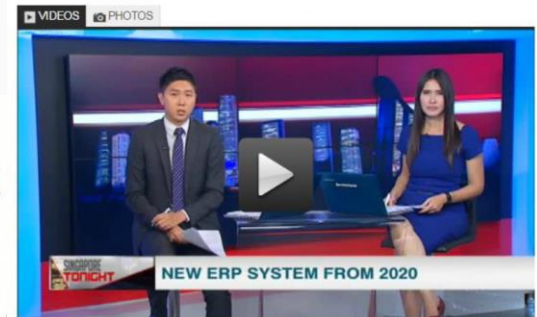 VIDEOS
PHOTOS
SINGAPORE
TONIGHT
NEW ERP SYSTEM FROM 2020